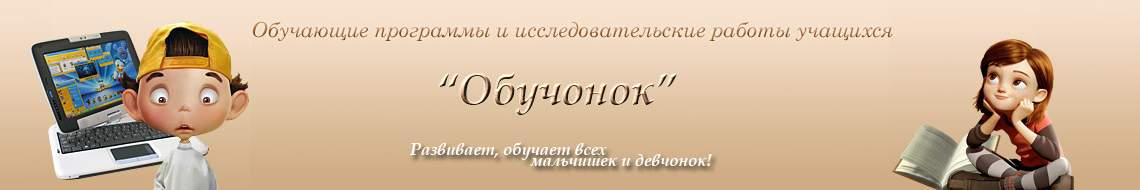 Обучающие программы и исследовательские работы учащихся
“Обучонок”
Развивает, обучает всех
мальчишек и девчонок!